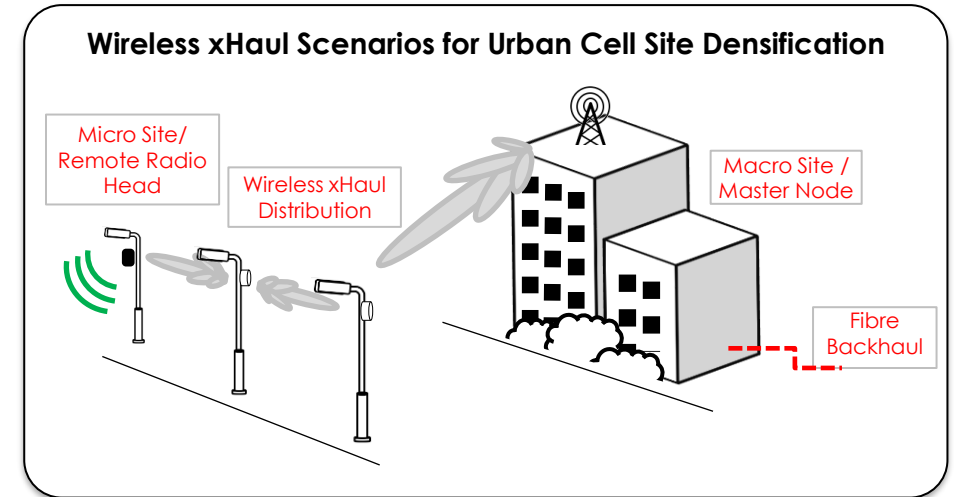 Wireless xHaul Scenarios for Urban Cell Site Densification
Micro Site/
Remote Radio
Head
Wireless xHaul
Distribution
Macro Site /
Master Node
Fibre
Backhaul